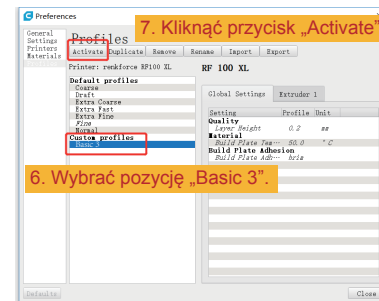 Preferences
General
Settings
Printers
Materials
Profiles
7. Kliknąć przycisk „Activate”
Activate Duplicate Remove Rename Import Export
Printer: renkforce RF100 XL
RF 100 XL
Default profiles
Coarse
Draft
Extra Coarse
Extra Fast
Extra Fine
Fine
Normal
Custom profiles
Basic 3
Global Settings Extruder 1
Setting Profile Unit
Quality
Layer Height 0.2 mm
Material
Build Plate Tem… 50.0 °C
Build Plate Adhesion
Build Plate Adh… brim
6. Wybrać pozycję „Basic 3”.
Defaults
Close